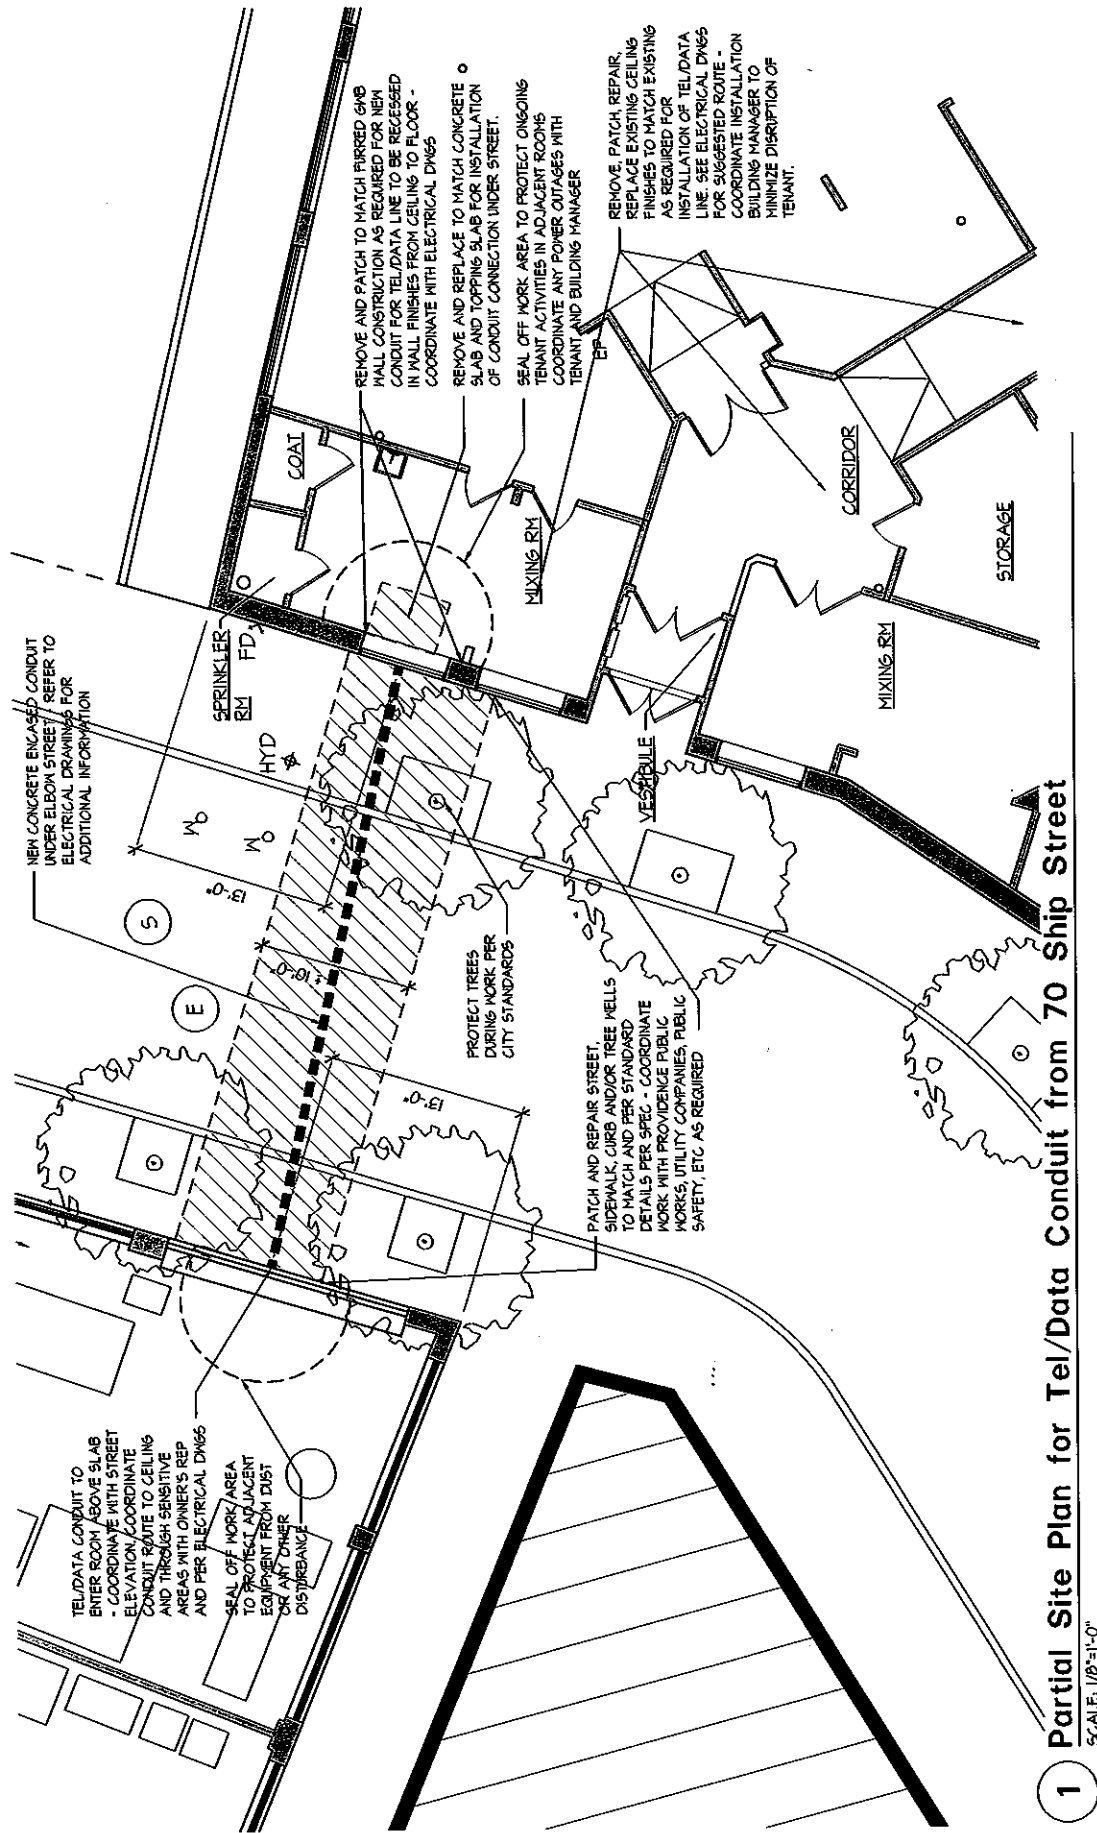 TEL/DATA CONDUIT TO
ENTER ROOM ABOVE SLAB
- COORDINATE WITH STREET
ELEVATION. COORDINATE
CONDUIT ROUTE TO CEILING
AND THROUGH SENSITIVE
AREAS WITH OWNER'S REP
AND PER ELECTRICAL DWGS
SEAL OFF WORK AREA
TO PROTECT ADJACENT
EQUIPMENT FROM DUST
OR ANY OTHER
DISTURBANCE
NEW CONCRETE ENCASED CONDUIT
UNDER ELBOW STREET. REFER TO
ELECTRICAL DRAWINGS FOR
ADDITIONAL INFORMATION
S
E
W
W
HYD
13'-0"
± 10'-0"
13'-0"
PROTECT TREES
DURING WORK PER
CITY STANDARDS
PATCH AND REPAIR STREET,
SIDEWALK, CURB AND/OR TREE WELLS
TO MATCH AND PER STANDARD
DETAILS PER SPEC - COORDINATE
WORK WITH PROVIDENCE PUBLIC
WORKS, UTILITY COMPANIES, PUBLIC
SAFETY, ETC AS REQUIRED
SPRINKLER
RM
FD
COAT
MIXING RM
VESTIBULE
MIXING RM
CORRIDOR
STORAGE
EP
REMOVE AND PATCH TO MATCH FURRED GWB
WALL CONSTRUCTION AS REQUIRED FOR NEW
CONDUIT FOR TEL/DATA LINE TO BE RECESSED
IN WALL FINISHES FROM CEILING TO FLOOR -
COORDINATE WITH ELECTRICAL DWGS
REMOVE AND REPLACE TO MATCH CONCRETE
SLAB AND TOPPING SLAB FOR INSTALLATION
OF CONDUIT CONNECTION UNDER STREET.
SEAL OFF WORK AREA TO PROTECT ONGOING
TENANT ACTIVITIES IN ADJACENT ROOMS
COORDINATE ANY POWER OUTAGES WITH
TENANT AND BUILDING MANAGER
REMOVE, PATCH, REPAIR,
REPLACE EXISTING CEILING
FINISHES TO MATCH EXISTING
AS REQUIRED FOR
INSTALLATION OF TEL/DATA
LINE. SEE ELECTRICAL DWGS
FOR SUGGESTED ROUTE -
COORDINATE INSTALLATION
BUILDING MANAGER TO
MINIMIZE DISRUPTION OF
TENANT.
1 Partial Site Plan for Tel/Data Conduit from 70 Ship Street
SCALE: 1/8"=1'-0"